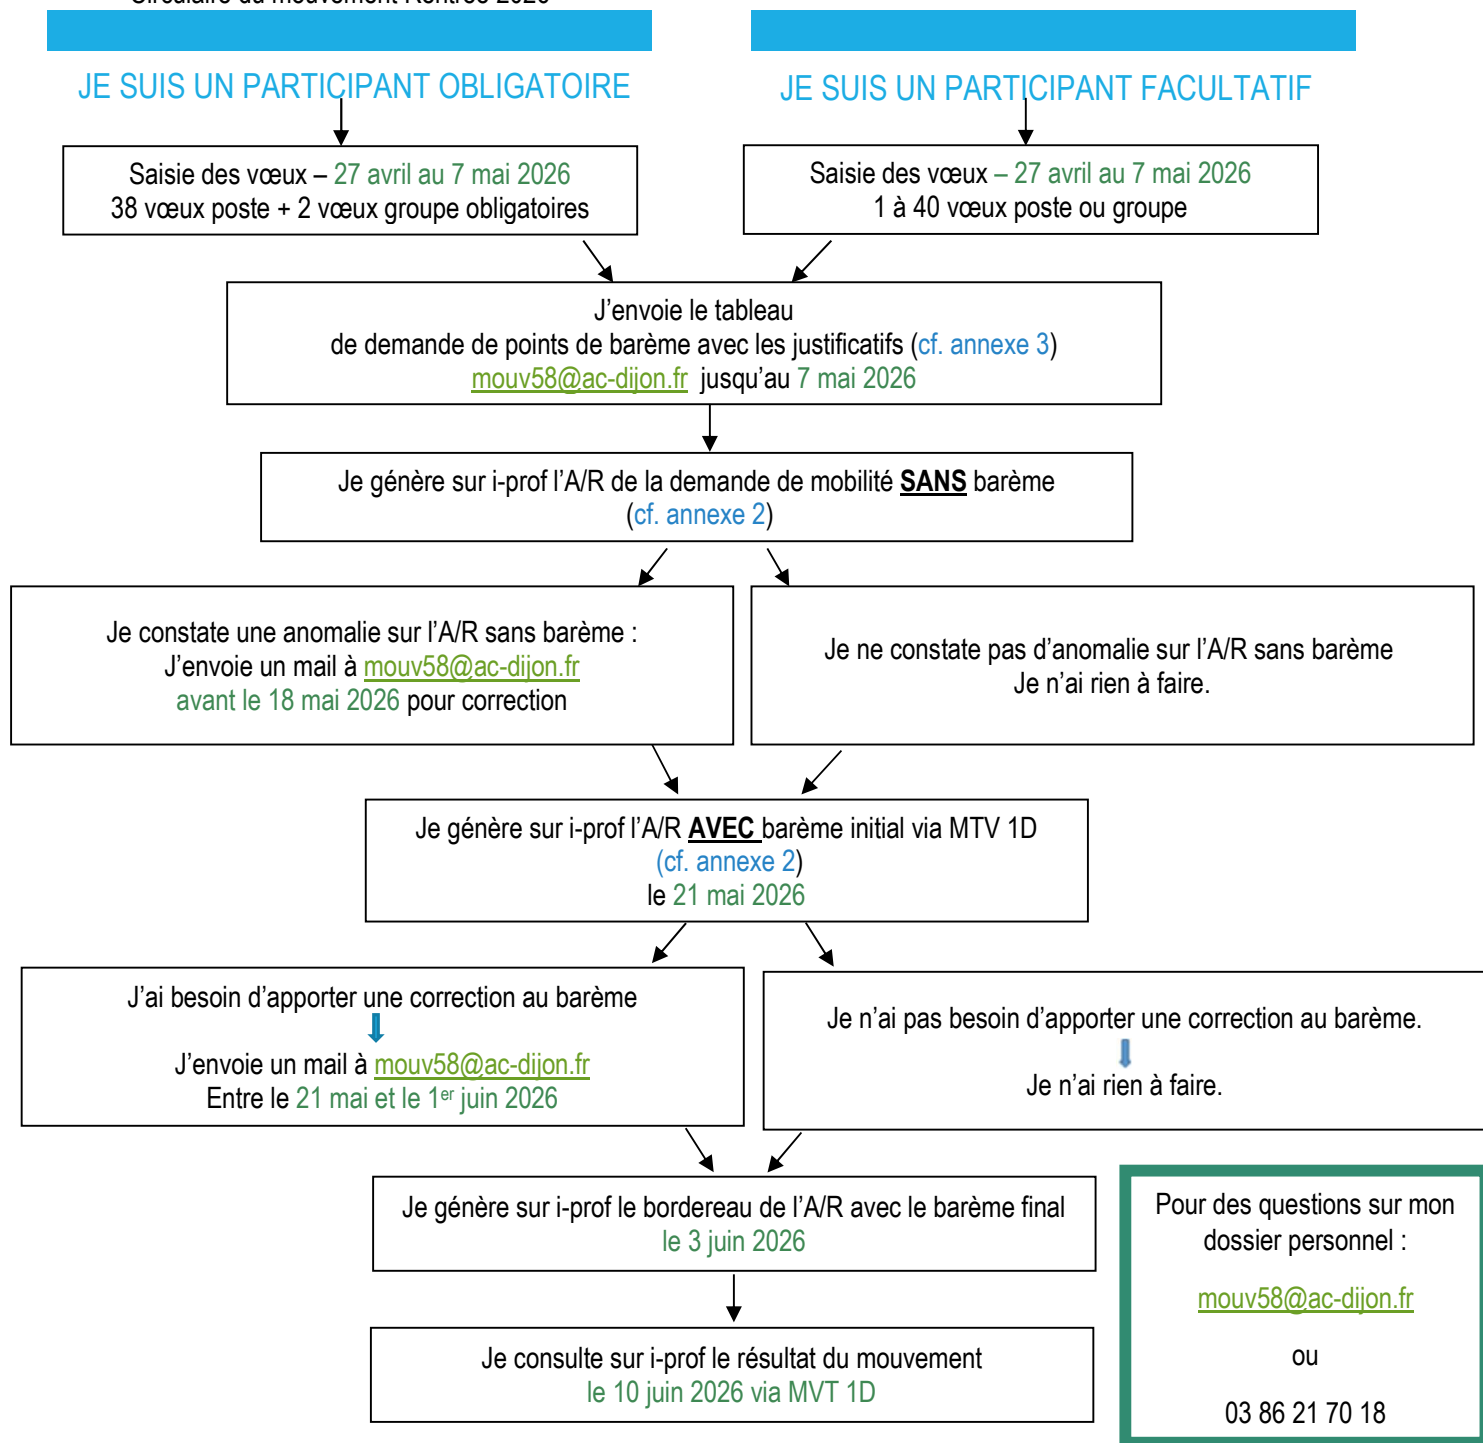 Circulaire du mouvement Rentrée 2026
JE SUIS UN PARTICIPANT OBLIGATOIRE
JE SUIS UN PARTICIPANT FACULTATIF
Saisie des vœux – 27 avril au 7 mai 2026
38 vœux poste + 2 vœux groupe obligatoires
Saisie des vœux – 27 avril au 7 mai 2026
1 à 40 vœux poste ou groupe
J’envoie le tableau
de demande de points de barème avec les justificatifs (cf. annexe 3)
mouv58@ac-dijon.fr jusqu’au 7 mai 2026
Je génère sur i-prof l’A/R de la demande de mobilité SANS barème
(cf. annexe 2)
Je constate une anomalie sur l’A/R sans barème :
J’envoie un mail à mouv58@ac-dijon.fr
avant le 18 mai 2026 pour correction
Je ne constate pas d’anomalie sur l’A/R sans barème
Je n’ai rien à faire.
Je génère sur i-prof l’A/R AVEC barème initial via MTV 1D
(cf. annexe 2)
le 21 mai 2026
J’ai besoin d’apporter une correction au barème
J’envoie un mail à mouv58@ac-dijon.fr
Entre le 21 mai et le 1er juin 2026
Je n’ai pas besoin d’apporter une correction au barème.
Je n’ai rien à faire.
Je génère sur i-prof le bordereau de l’A/R avec le barème final
le 3 juin 2026
Je consulte sur i-prof le résultat du mouvement
le 10 juin 2026 via MVT 1D
Pour des questions sur mon
dossier personnel :
mouv58@ac-dijon.fr
ou
03 86 21 70 18